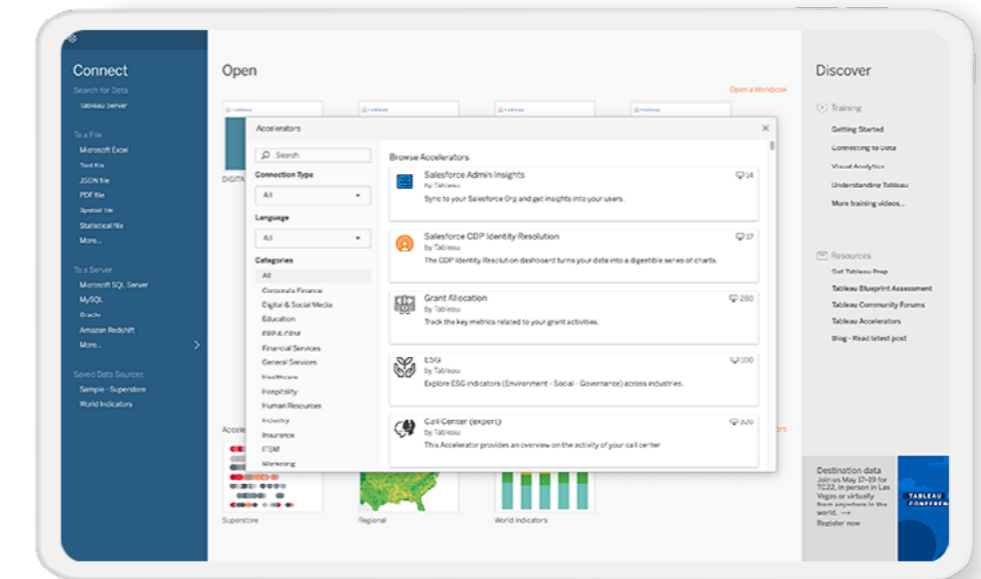 Connect
Search for Data
Tableau Server
To a File
Microsoft Excel
Text file
JSON file
PDF file
Spatial file
Statistical file
More...
To a Server
Microsoft SQL Server
MySQL
Oracle
Amazon Redshift
More...
Saved Data Sources
Sample - Superstore
World Indicators
Open
Open a Workbook
Accelerators
Search
Connection Type
All
Language
All
Categories
All
Corporate Finance
Digital & Social Media
Education
ERP & CRM
Financial Services
General Services
Healthcare
Hospitality
Human Resources
Industry
Insurance
ITSM
Marketing
Browse Accelerators
Salesforce Admin Insights
14
by Tableau
Sync to your Salesforce Org and get insights into your users.
Salesforce CDP Identity Resolution
17
by Tableau
The CDP Identity Resolution dashboard turns your data into a digestible series of charts.
Grant Allocation
280
by Tableau
Track the key metrics related to your grant activities.
ESG
100
by Tableau
Explore ESG indicators (Environment - Social - Governance) across industries.
Call Center (expert)
320
by Tableau
This Accelerator provides an overview on the activity of your call center
Superstore
Regional
World Indicators
Discover
Training
Getting Started
Connecting to Data
Visual Analytics
Understanding Tableau
More training videos...
Resources
Get Tableau Prep
Tableau Blueprint Assessment
Tableau Community Forums
Tableau Accelerators
Blog - Read latest post
Destination data
Join us May 17-19 for
TC22, in person in Las
Vegas or virtually
from anywhere in the
world. →
Register now
TABLEAU
CONFEREN